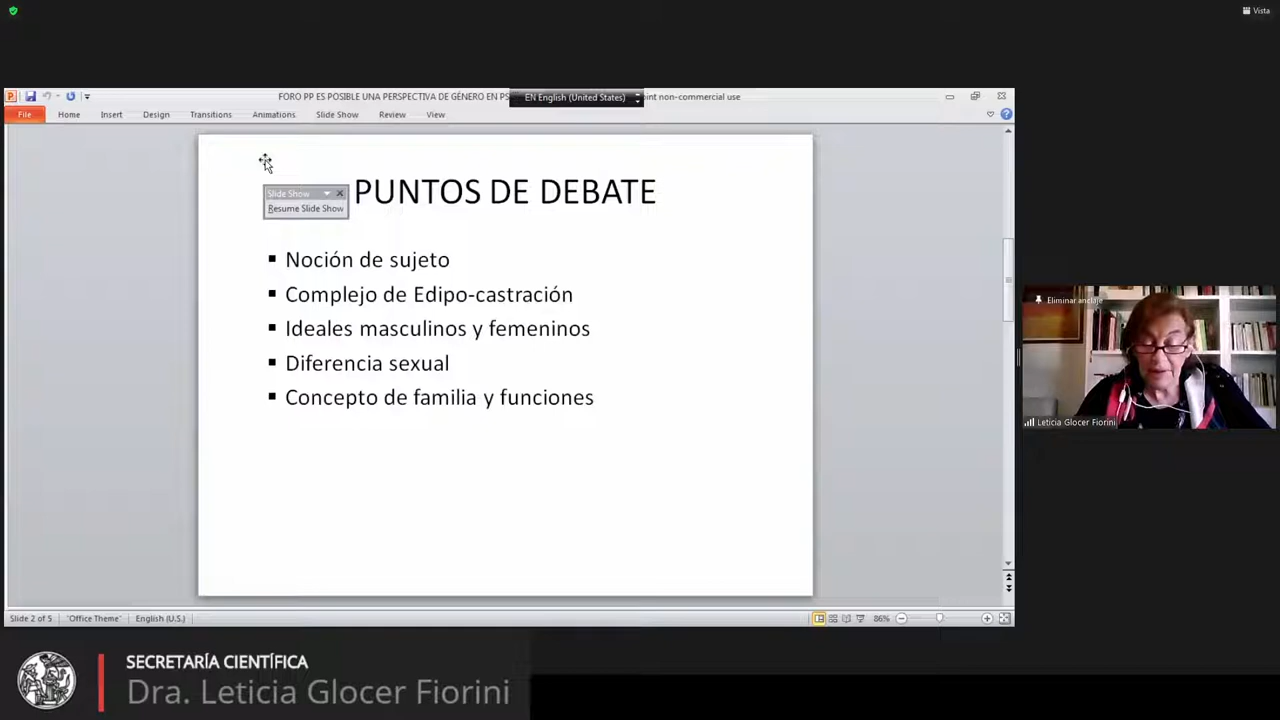 Vista
FORO PP ES POSIBLE UNA PERSPECTIVA DE GÉNERO EN PS
EN English (United States)
int non-commercial use
File Home Insert Design Transitions Animations Slide Show Review View
Slide Show
Resume Slide Show
PUNTOS DE DEBATE
▪ Noción de sujeto
▪ Complejo de Edipo-castración
▪ Ideales masculinos y femeninos
▪ Diferencia sexual
▪ Concepto de familia y funciones
Eliminar anclaje
Leticia Glocer Fiorini
Slide 2 of 5 "Office Theme" English (U.S.) 86%
SECRETARÍA CIENTÍFICA
Dra. Leticia Glocer Fiorini